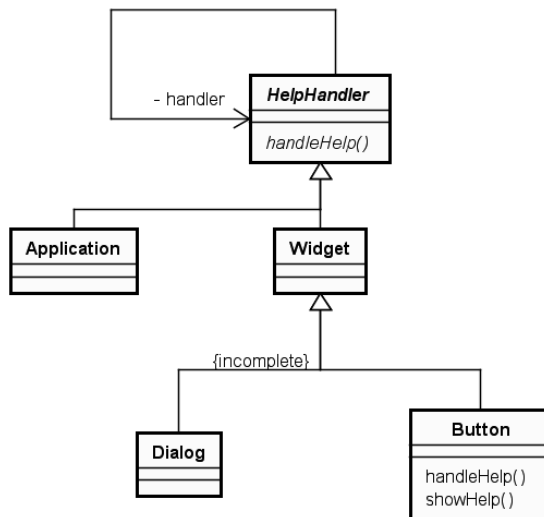 HelpHandler
- handler
handleHelp()
Application
Widget
{incomplete}
Dialog
Button
handleHelp()
showHelp()